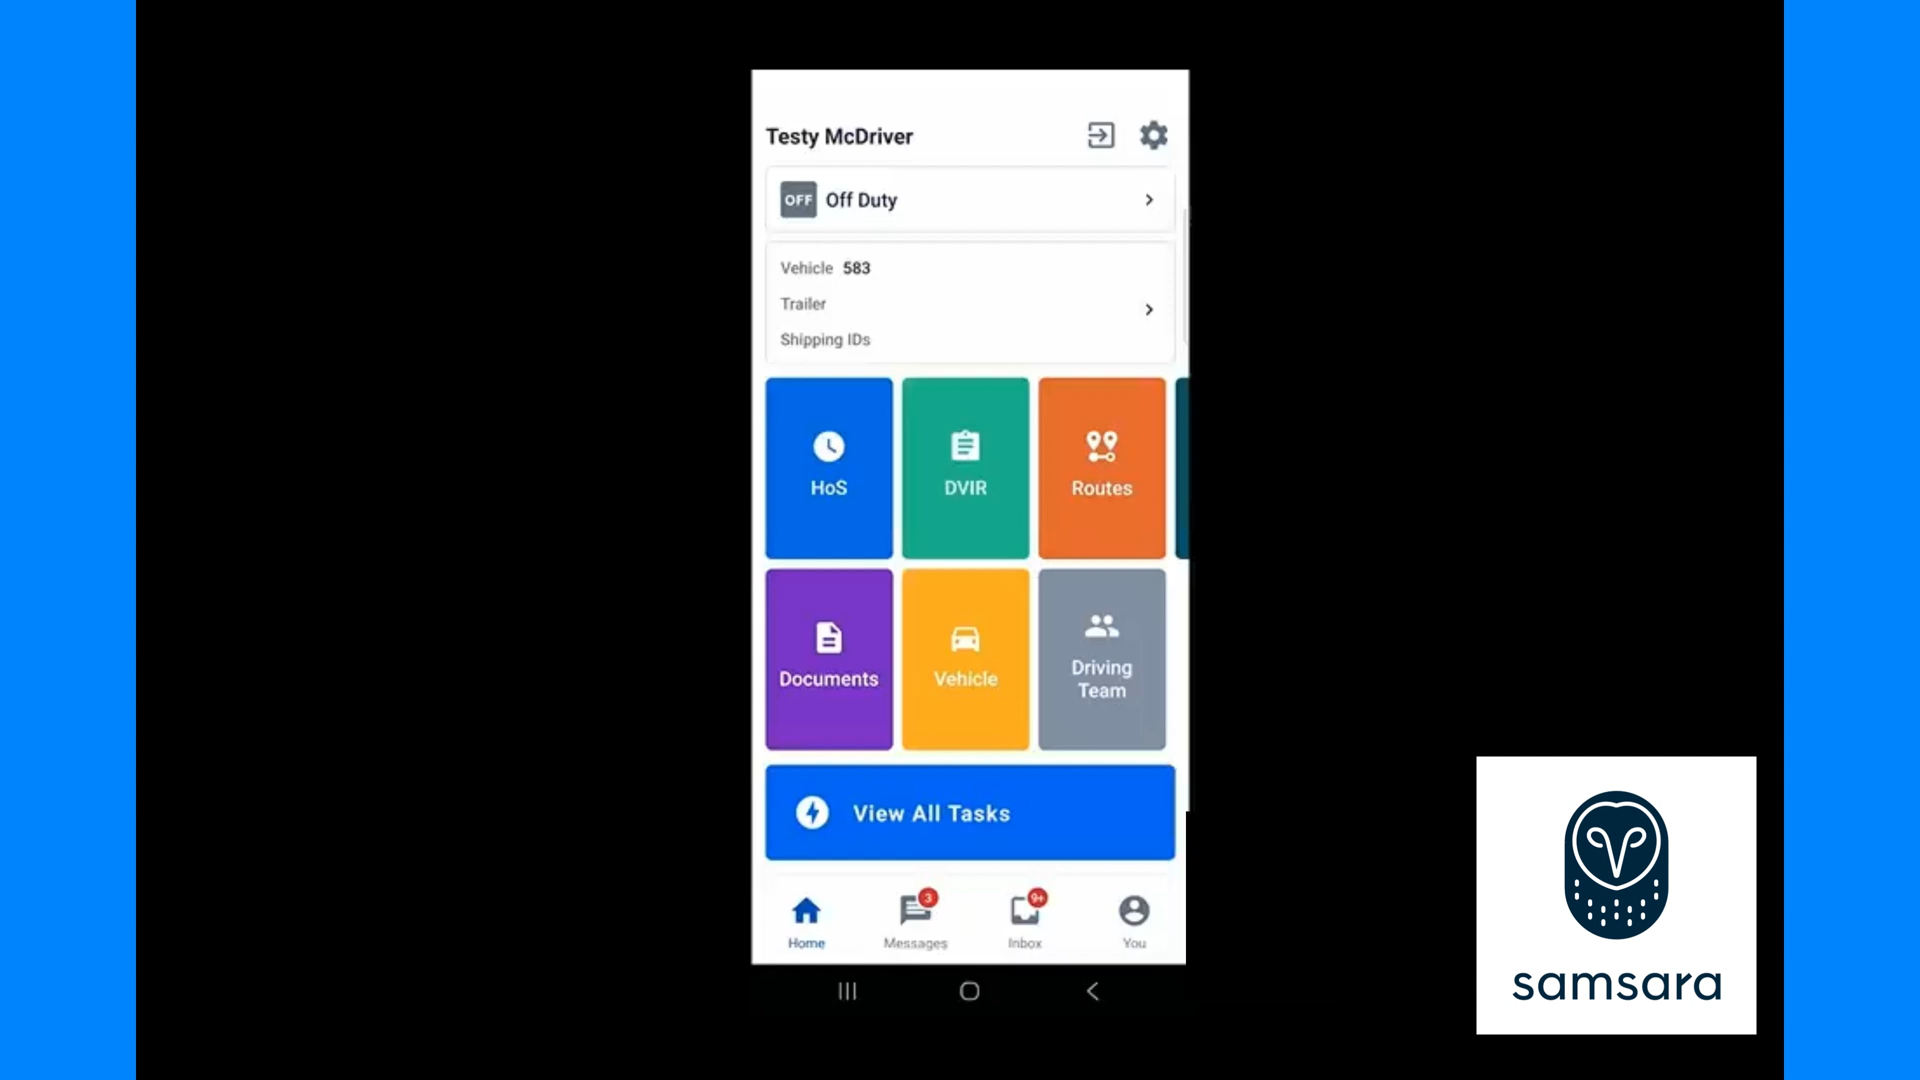 Testy McDriver
OFF Off Duty
Vehicle 583
Trailer
Shipping IDs
HoS
DVIR
Routes
Documents
Vehicle
Driving
Team
View All Tasks
3
9+
Home
Messages
Inbox
You
samsara